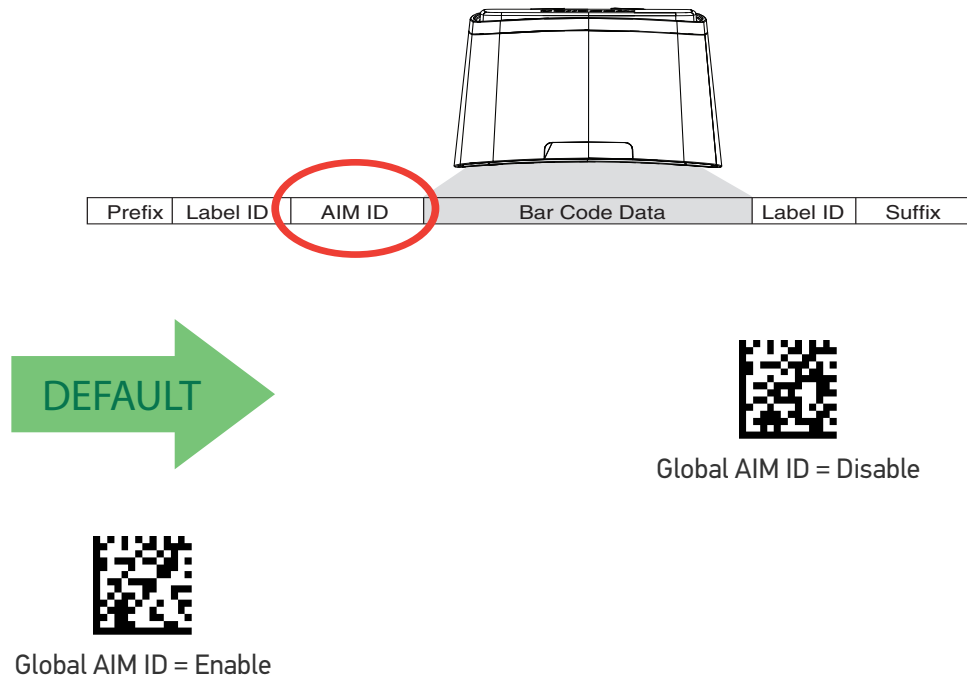 Prefix Label ID AIM ID Bar Code Data Label ID Suffix
DEFAULT
Global AIM ID = Disable
Global AIM ID = Enable